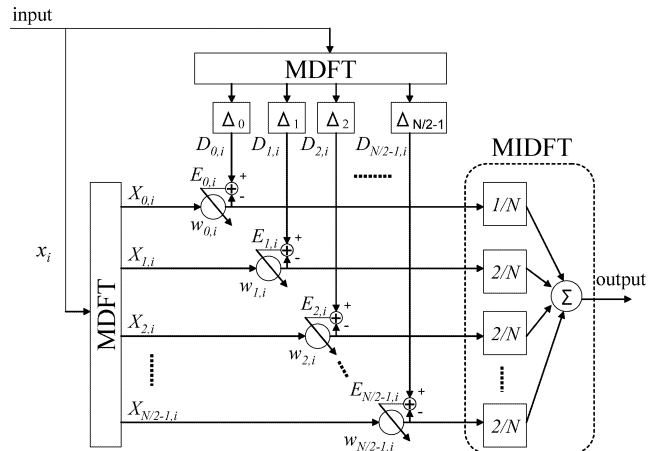 input
MDFT
Δ0 Δ1 Δ2 ΔN/2-1
D0,i D1,i D2,i DN/2-1,i
MIDFT
E0,i + -
X0,i w0,i 1/N
xi
E1,i + -
X1,i w1,i 2/N
output
Σ
MDFT
E2,i + -
X2,i w2,i 2/N
EN/2-1,i + -
XN/2-1,i wN/2-1,i 2/N